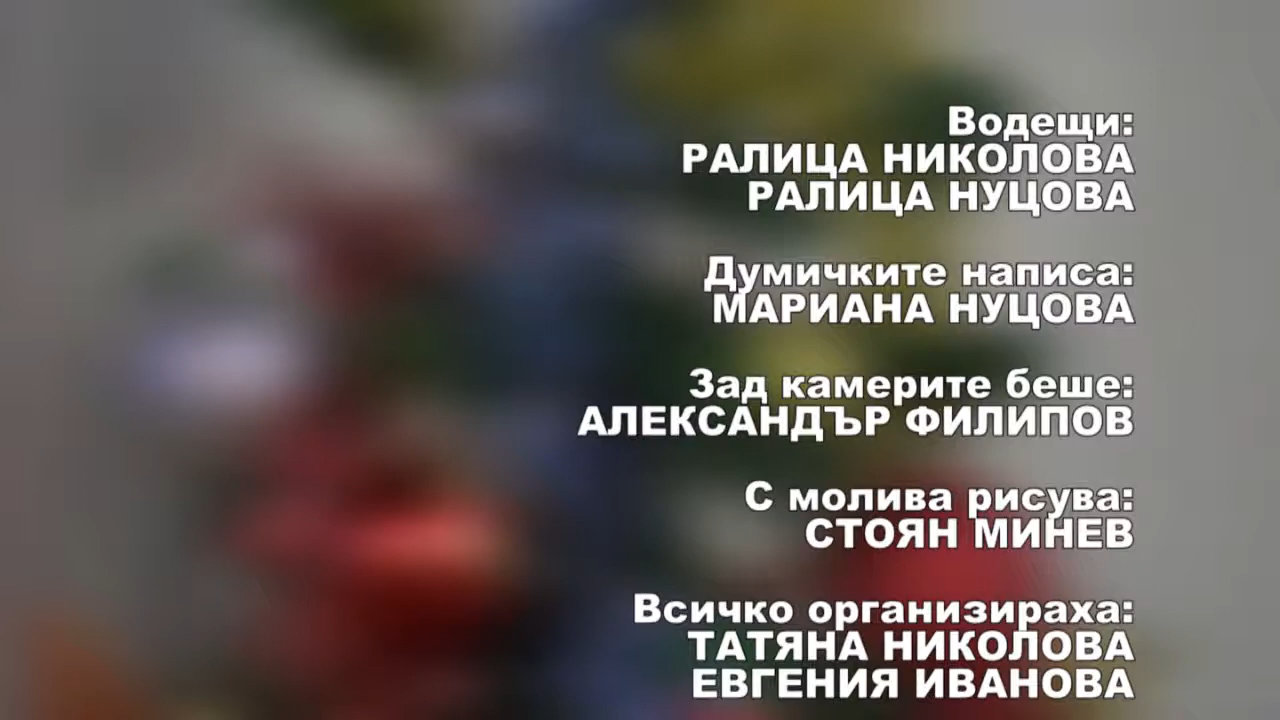 Водещи:
РАЛИЦА НИКОЛОВА
РАЛИЦА НУЦОВА
Думичките написа:
МАРИАНА НУЦОВА
Зад камерите беше:
АЛЕКСАНДЪР ФИЛИПОВ
С молива рисува:
СТОЯН МИНЕВ
Всичко организираха:
ТАТЯНА НИКОЛОВА
ЕВГЕНИЯ ИВАНОВА